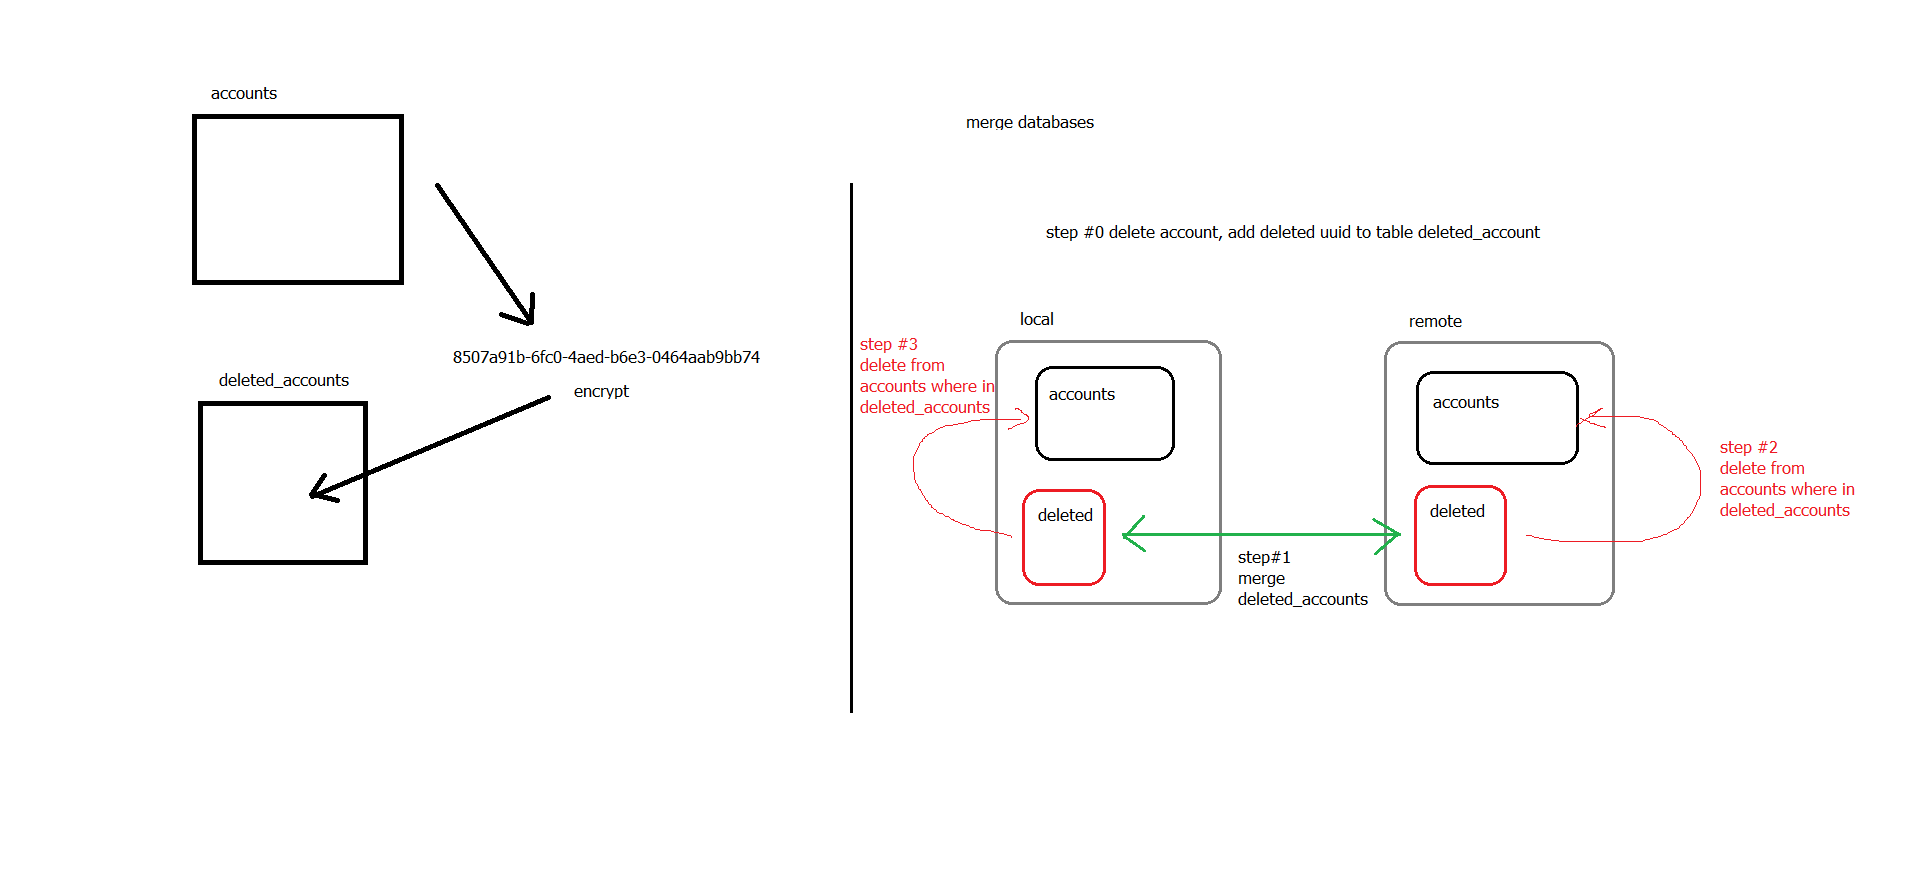 accounts
8507a91b-6fc0-4aed-b6e3-0464aab9bb74
encrypt
deleted_accounts
merge databases
step #0 delete account, add deleted uuid to table deleted_account
local
remote
step #3
delete from
accounts where in
deleted_accounts
accounts
deleted
step#1
merge
deleted_accounts
accounts
deleted
step #2
delete from
accounts where in
deleted_accounts